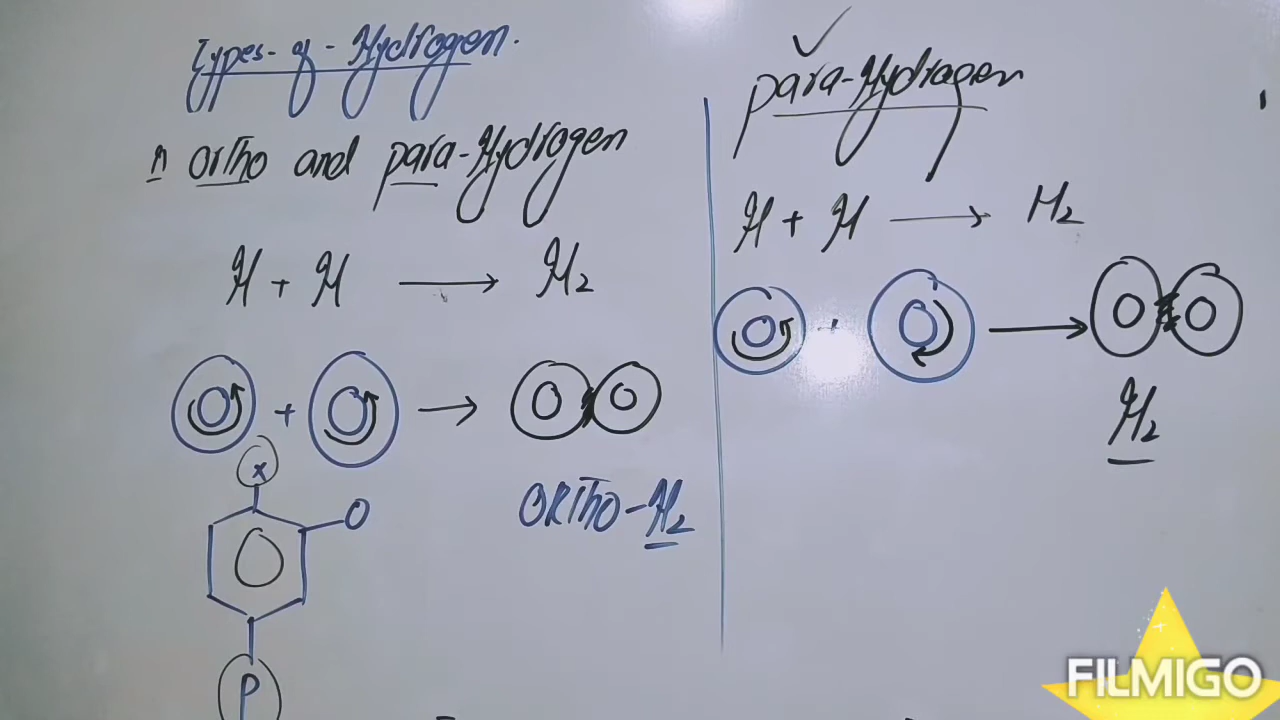 Types-of-Hydrogen.
1) ORTHO and para-Hydrogen
H + H → H2
+ →
ORTHO-H2
x
O
P
✓
para-Hydrogen
H + H → H2
+ →
H2
FILMIGO